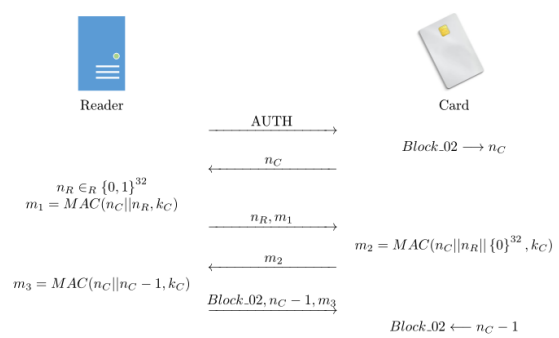 Reader
Card
AUTH
Block_02 ⟶ n_C
n_C
n_R ∈_R {0, 1}^32
m_1 = MAC(n_C||n_R, k_C)
n_R, m_1
m_2 = MAC(n_C||n_R|| {0}^32 , k_C)
m_2
m_3 = MAC(n_C||n_C − 1, k_C)
Block_02, n_C − 1, m_3
Block_02 ⟵ n_C − 1